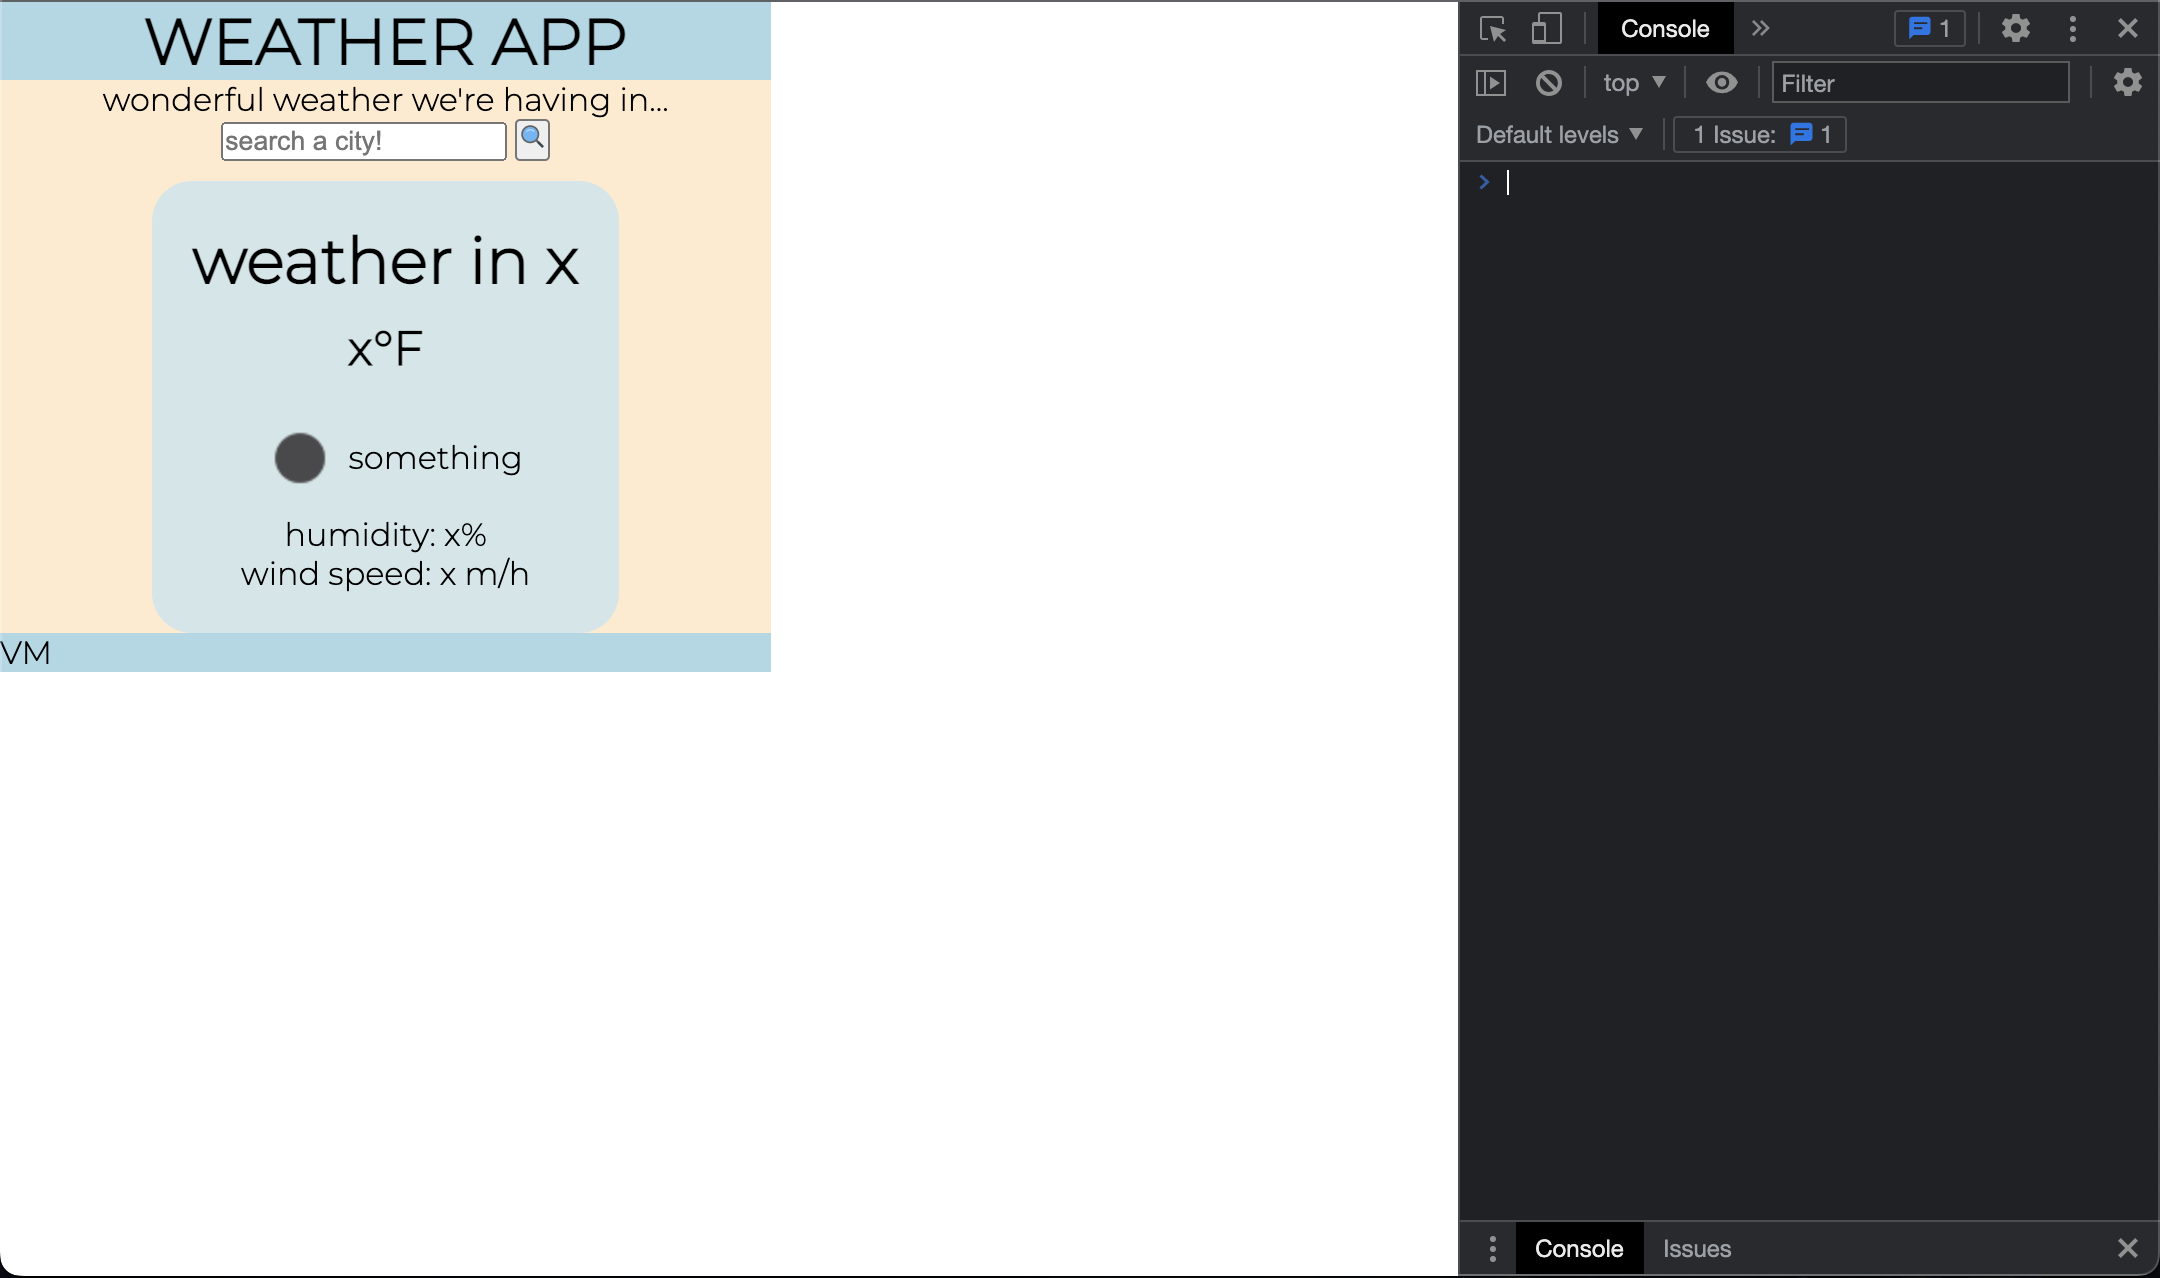 WEATHER APP
wonderful weather we're having in...
search a city!
weather in x
x°F
something
humidity: x%
wind speed: x m/h
VM
Console
1
top
Filter
Default levels
1 Issue: 1
Console Issues